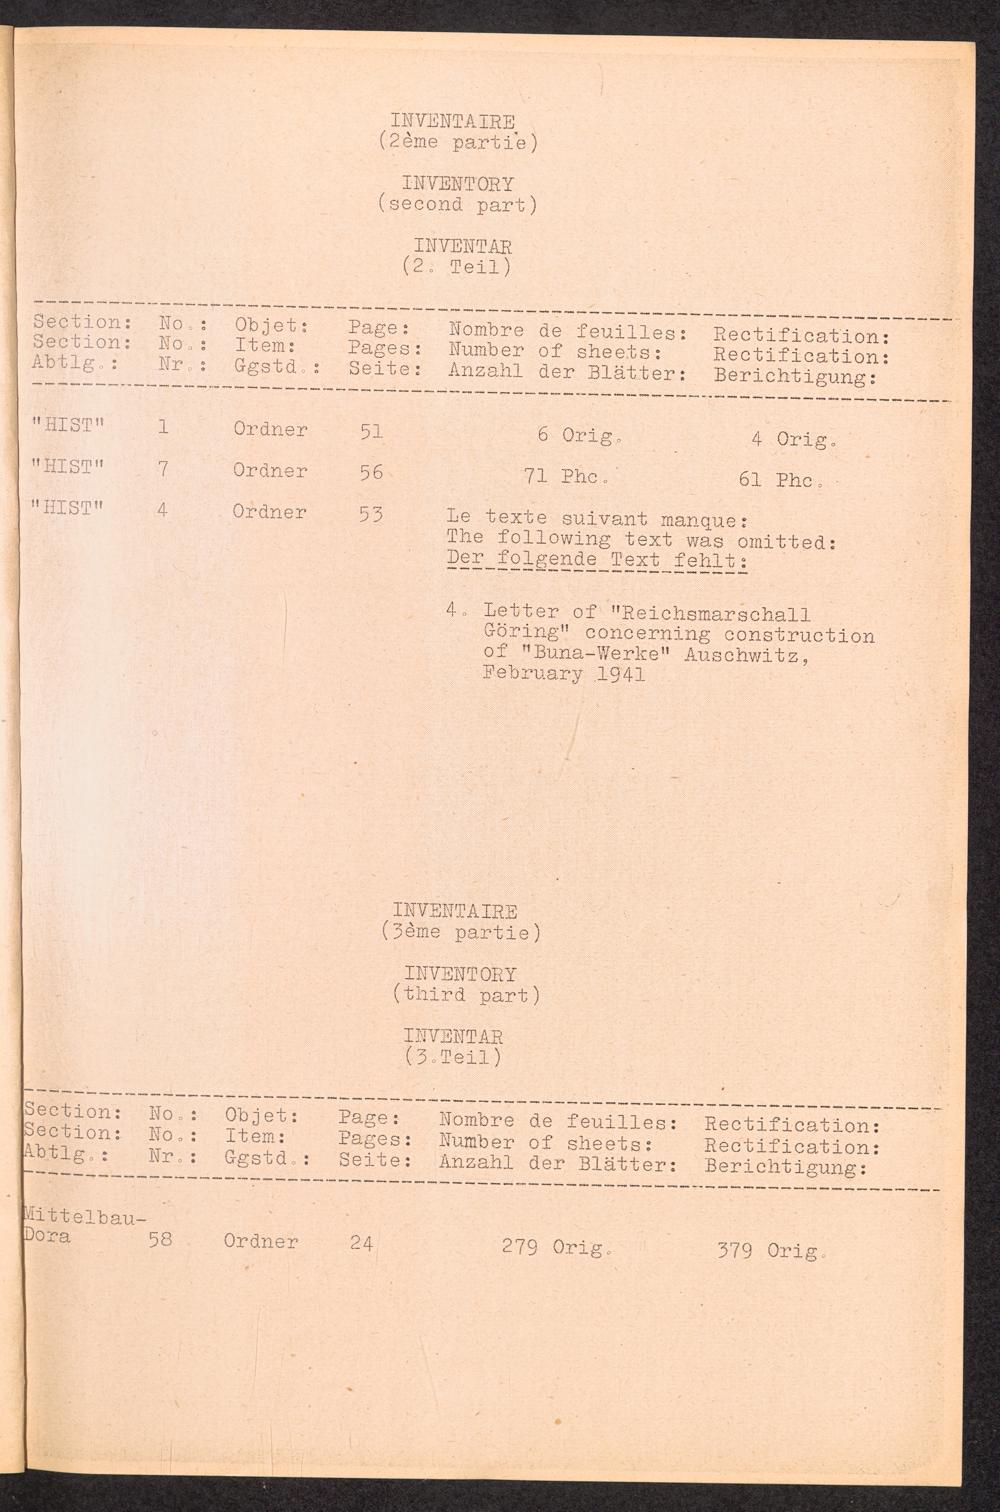 INVENTAIRE
(2ème partie)
INVENTORY
(second part)
INVENTAR
(2. Teil)
Section: No.: Objet: Page: Nombre de feuilles: Rectification:
Section: No.: Item: Pages: Number of sheets: Rectification:
Abtlg.: Nr.: Ggstd.: Seite: Anzahl der Blätter: Berichtigung:
"HIST" 1 Ordner 51 6 Orig. 4 Orig.
"HIST" 7 Ordner 56 71 Phc. 61 Phc.
"HIST" 4 Ordner 53 Le texte suivant manque:
The following text was omitted:
Der folgende Text fehlt:
4. Letter of "Reichsmarschall
Göring" concerning construction
of "Buna-Werke" Auschwitz,
February 1941
INVENTAIRE
(3ème partie)
INVENTORY
(third part)
INVENTAR
(3.Teil)
Section: No.: Objet: Page: Nombre de feuilles: Rectification:
Section: No.: Item: Pages: Number of sheets: Rectification:
Abtlg.: Nr.: Ggstd.: Seite: Anzahl der Blätter: Berichtigung:
Mittelbau-
Dora 58 Ordner 24 279 Orig. 379 Orig.